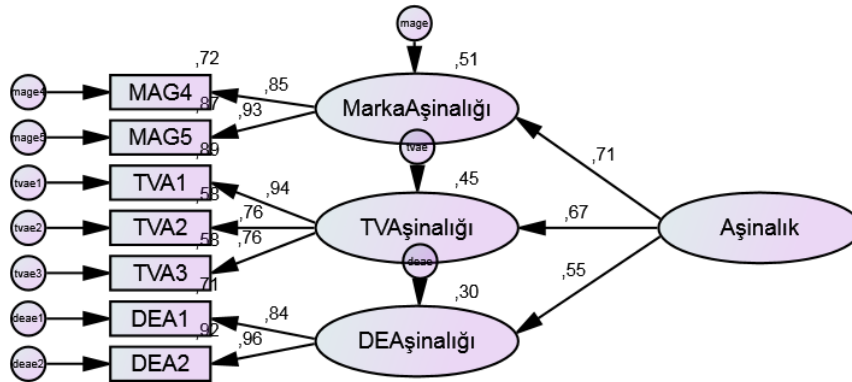 mage
,72
,51
mage4
MAG4
,85
MarkaAşinalığı
,87
,93
mage5
MAG5
,89
tvae
,71
tvae1
TVA1
,94
,45
,58
tvae2
TVA2
,76
TVAşinalığı
,67
Aşinalık
,58
,76
tvae3
TVA3
deae
,71
,55
deae1
DEA1
,84
,30
,92
,96
DEAşinalığı
deae2
DEA2